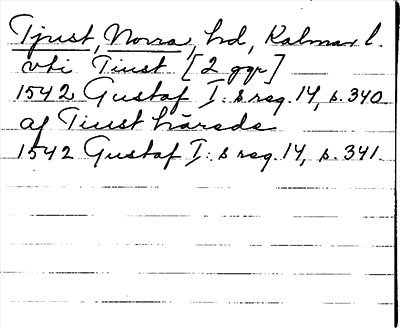 Tjust, Norra, hd, Kalmar l.
vti Tiust [2 ggr]
1542 Gustaf I:s reg. 14, s. 340
af Tiust härede
1542 Gustaf I:s reg. 14, s. 341.